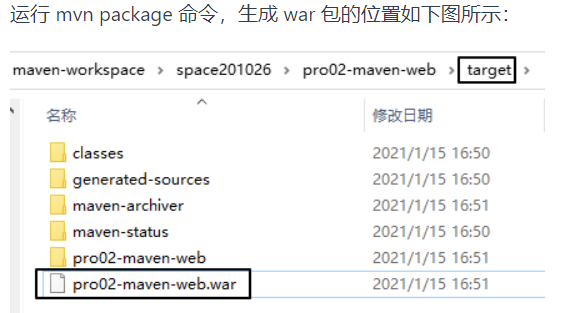 运行 mvn package 命令，生成 war 包的位置如下图所示：
maven-workspace > space201026 > pro02-maven-web > target >
名称 修改日期
classes 2021/1/15 16:50
generated-sources 2021/1/15 16:50
maven-archiver 2021/1/15 16:51
maven-status 2021/1/15 16:50
pro02-maven-web 2021/1/15 16:51
pro02-maven-web.war 2021/1/15 16:51